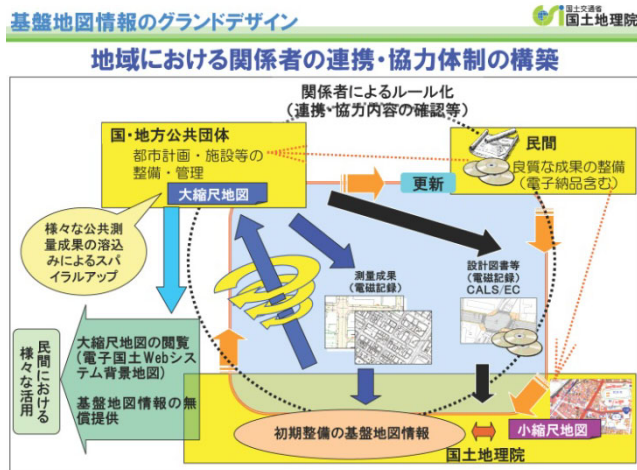 基盤地図情報のグランドデザイン
国土交通省
国土地理院
地域における関係者の連携・協力体制の構築
関係者によるルール化
(連携・協力内容の確認等)
国・地方公共団体
都市計画・施設等の
整備・管理
大縮尺地図
民間
良質な成果の整備
(電子納品含む)
更新
様々な公共測
量成果の溶込
みによるスパ
イラルアップ
測量成果
(電磁記録)
設計図書等
(電磁記録)
CALS/EC
民間における
様々な活用
大縮尺地図の閲覧
(電子国土Webシス
テム背景地図)
基盤地図情報の無
償提供
初期整備の基盤地図情報
小縮尺地図
国土地理院